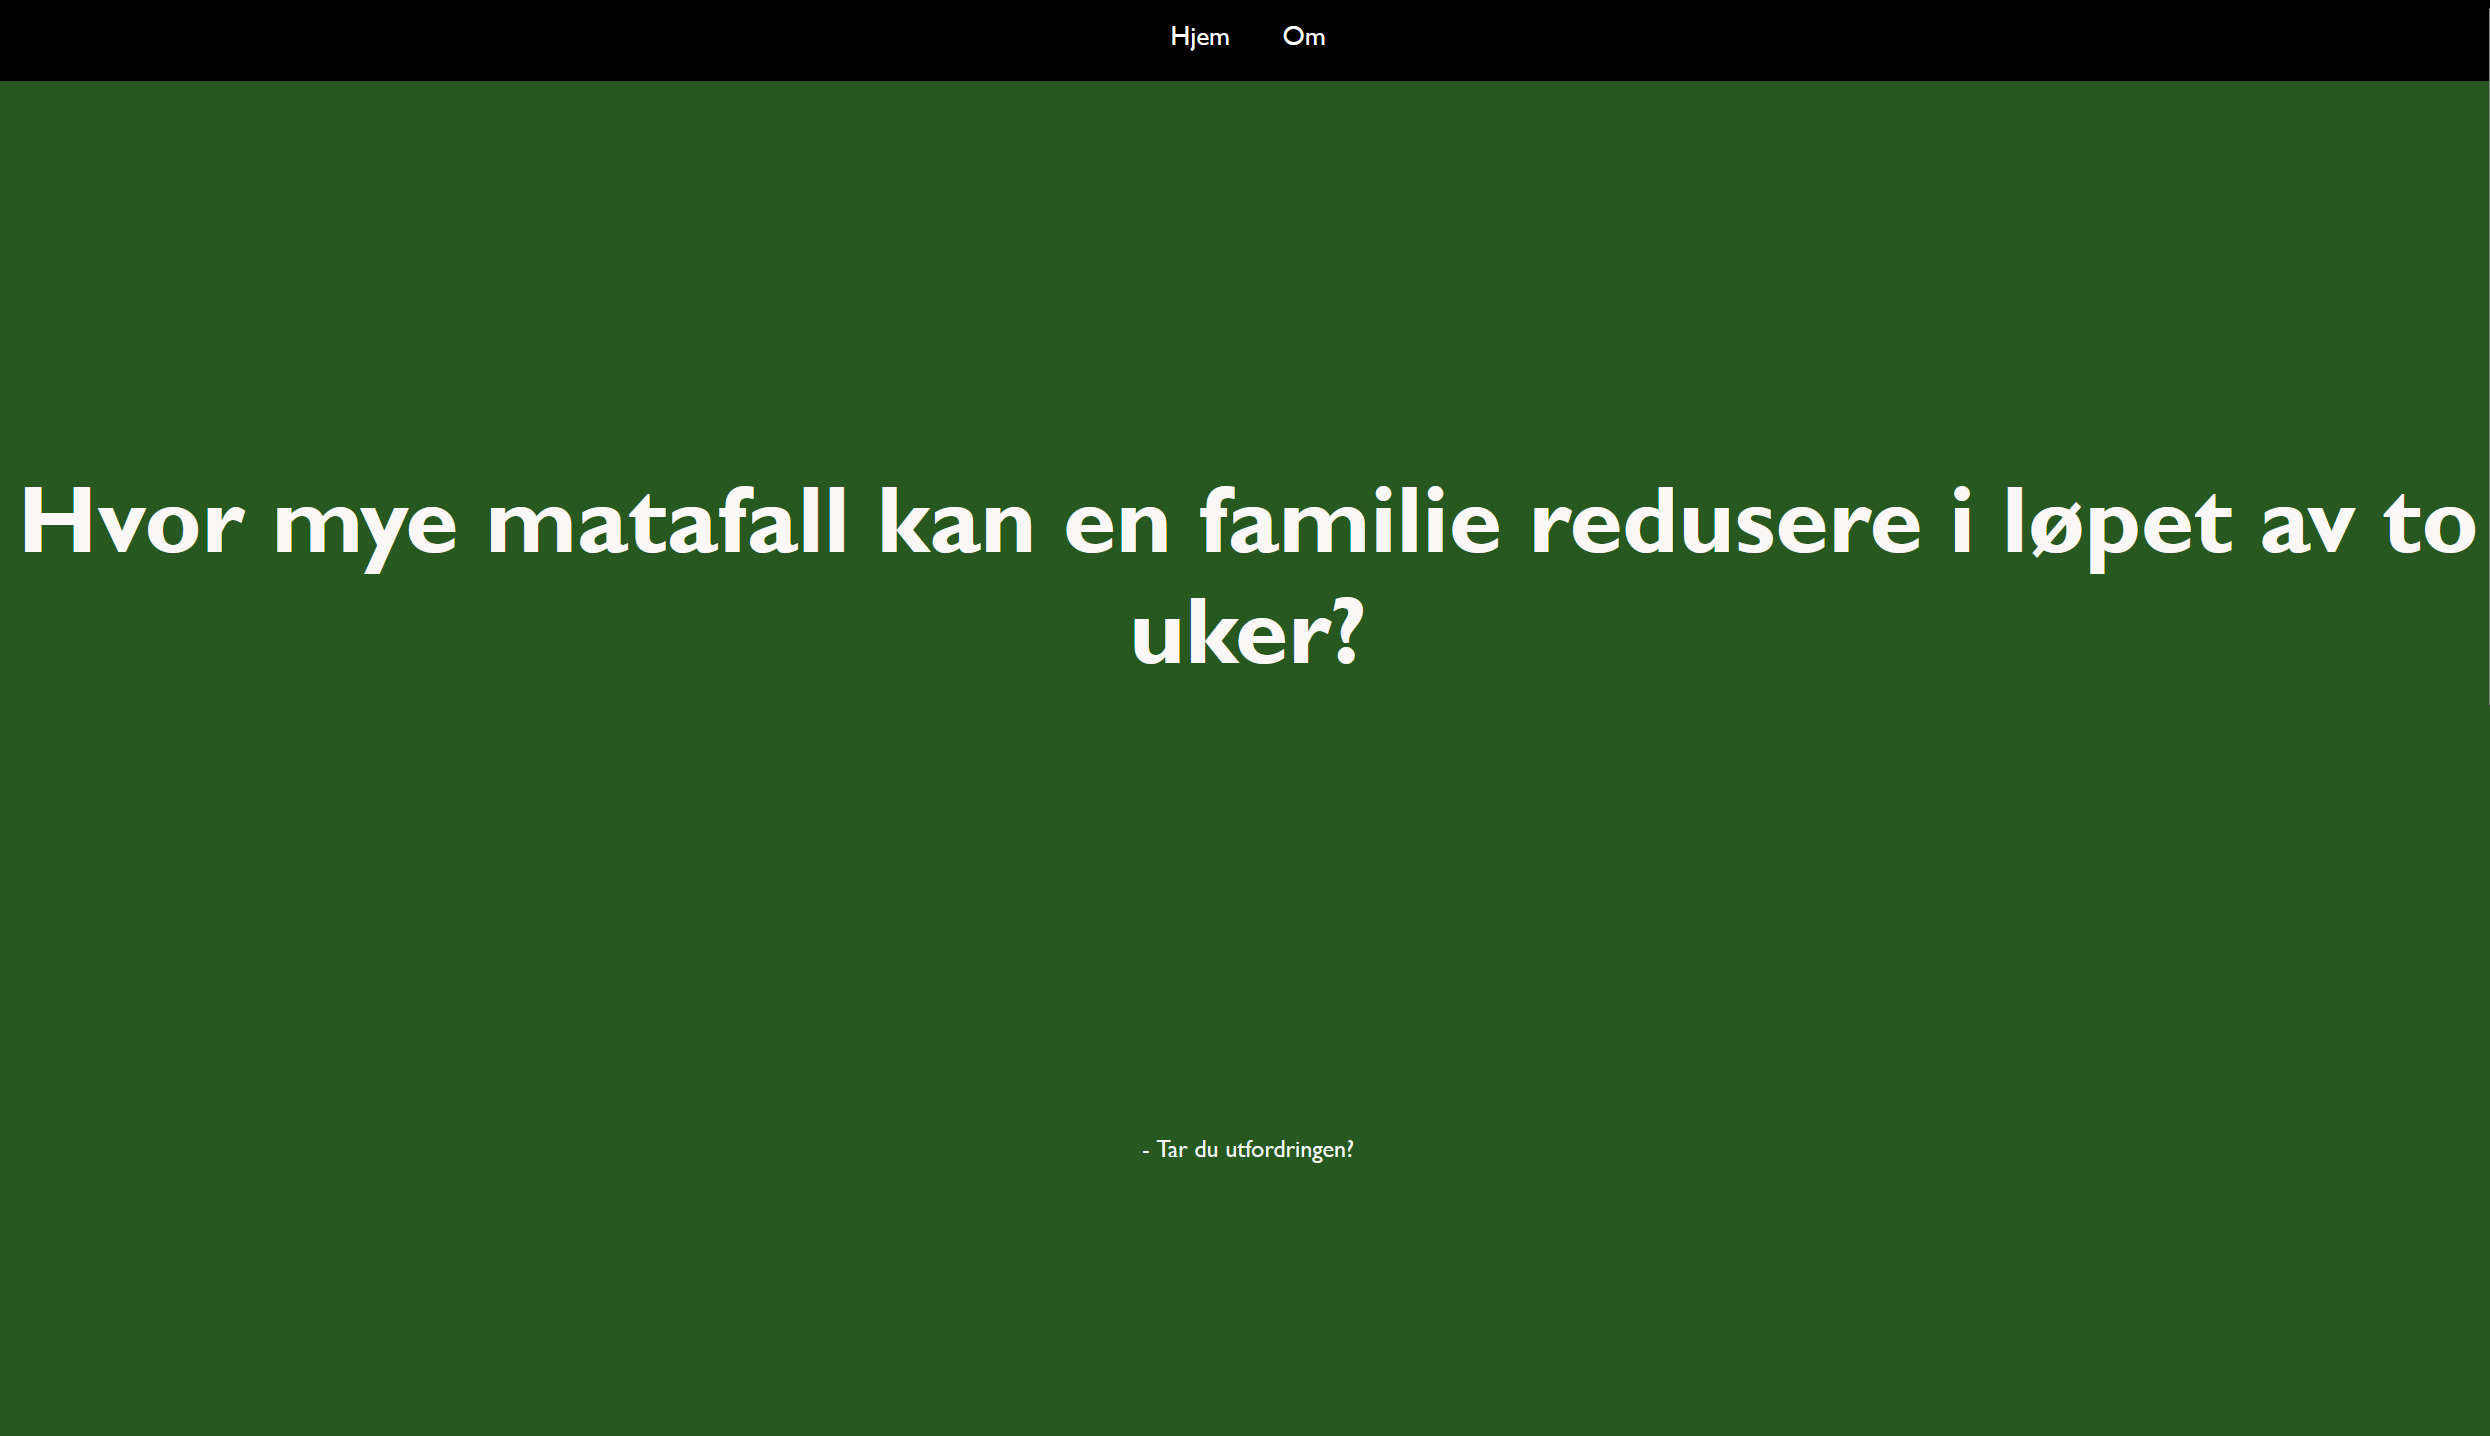 Hjem Om
Hvor mye matafall kan en familie redusere i løpet av to
uker?
- Tar du utfordringen?